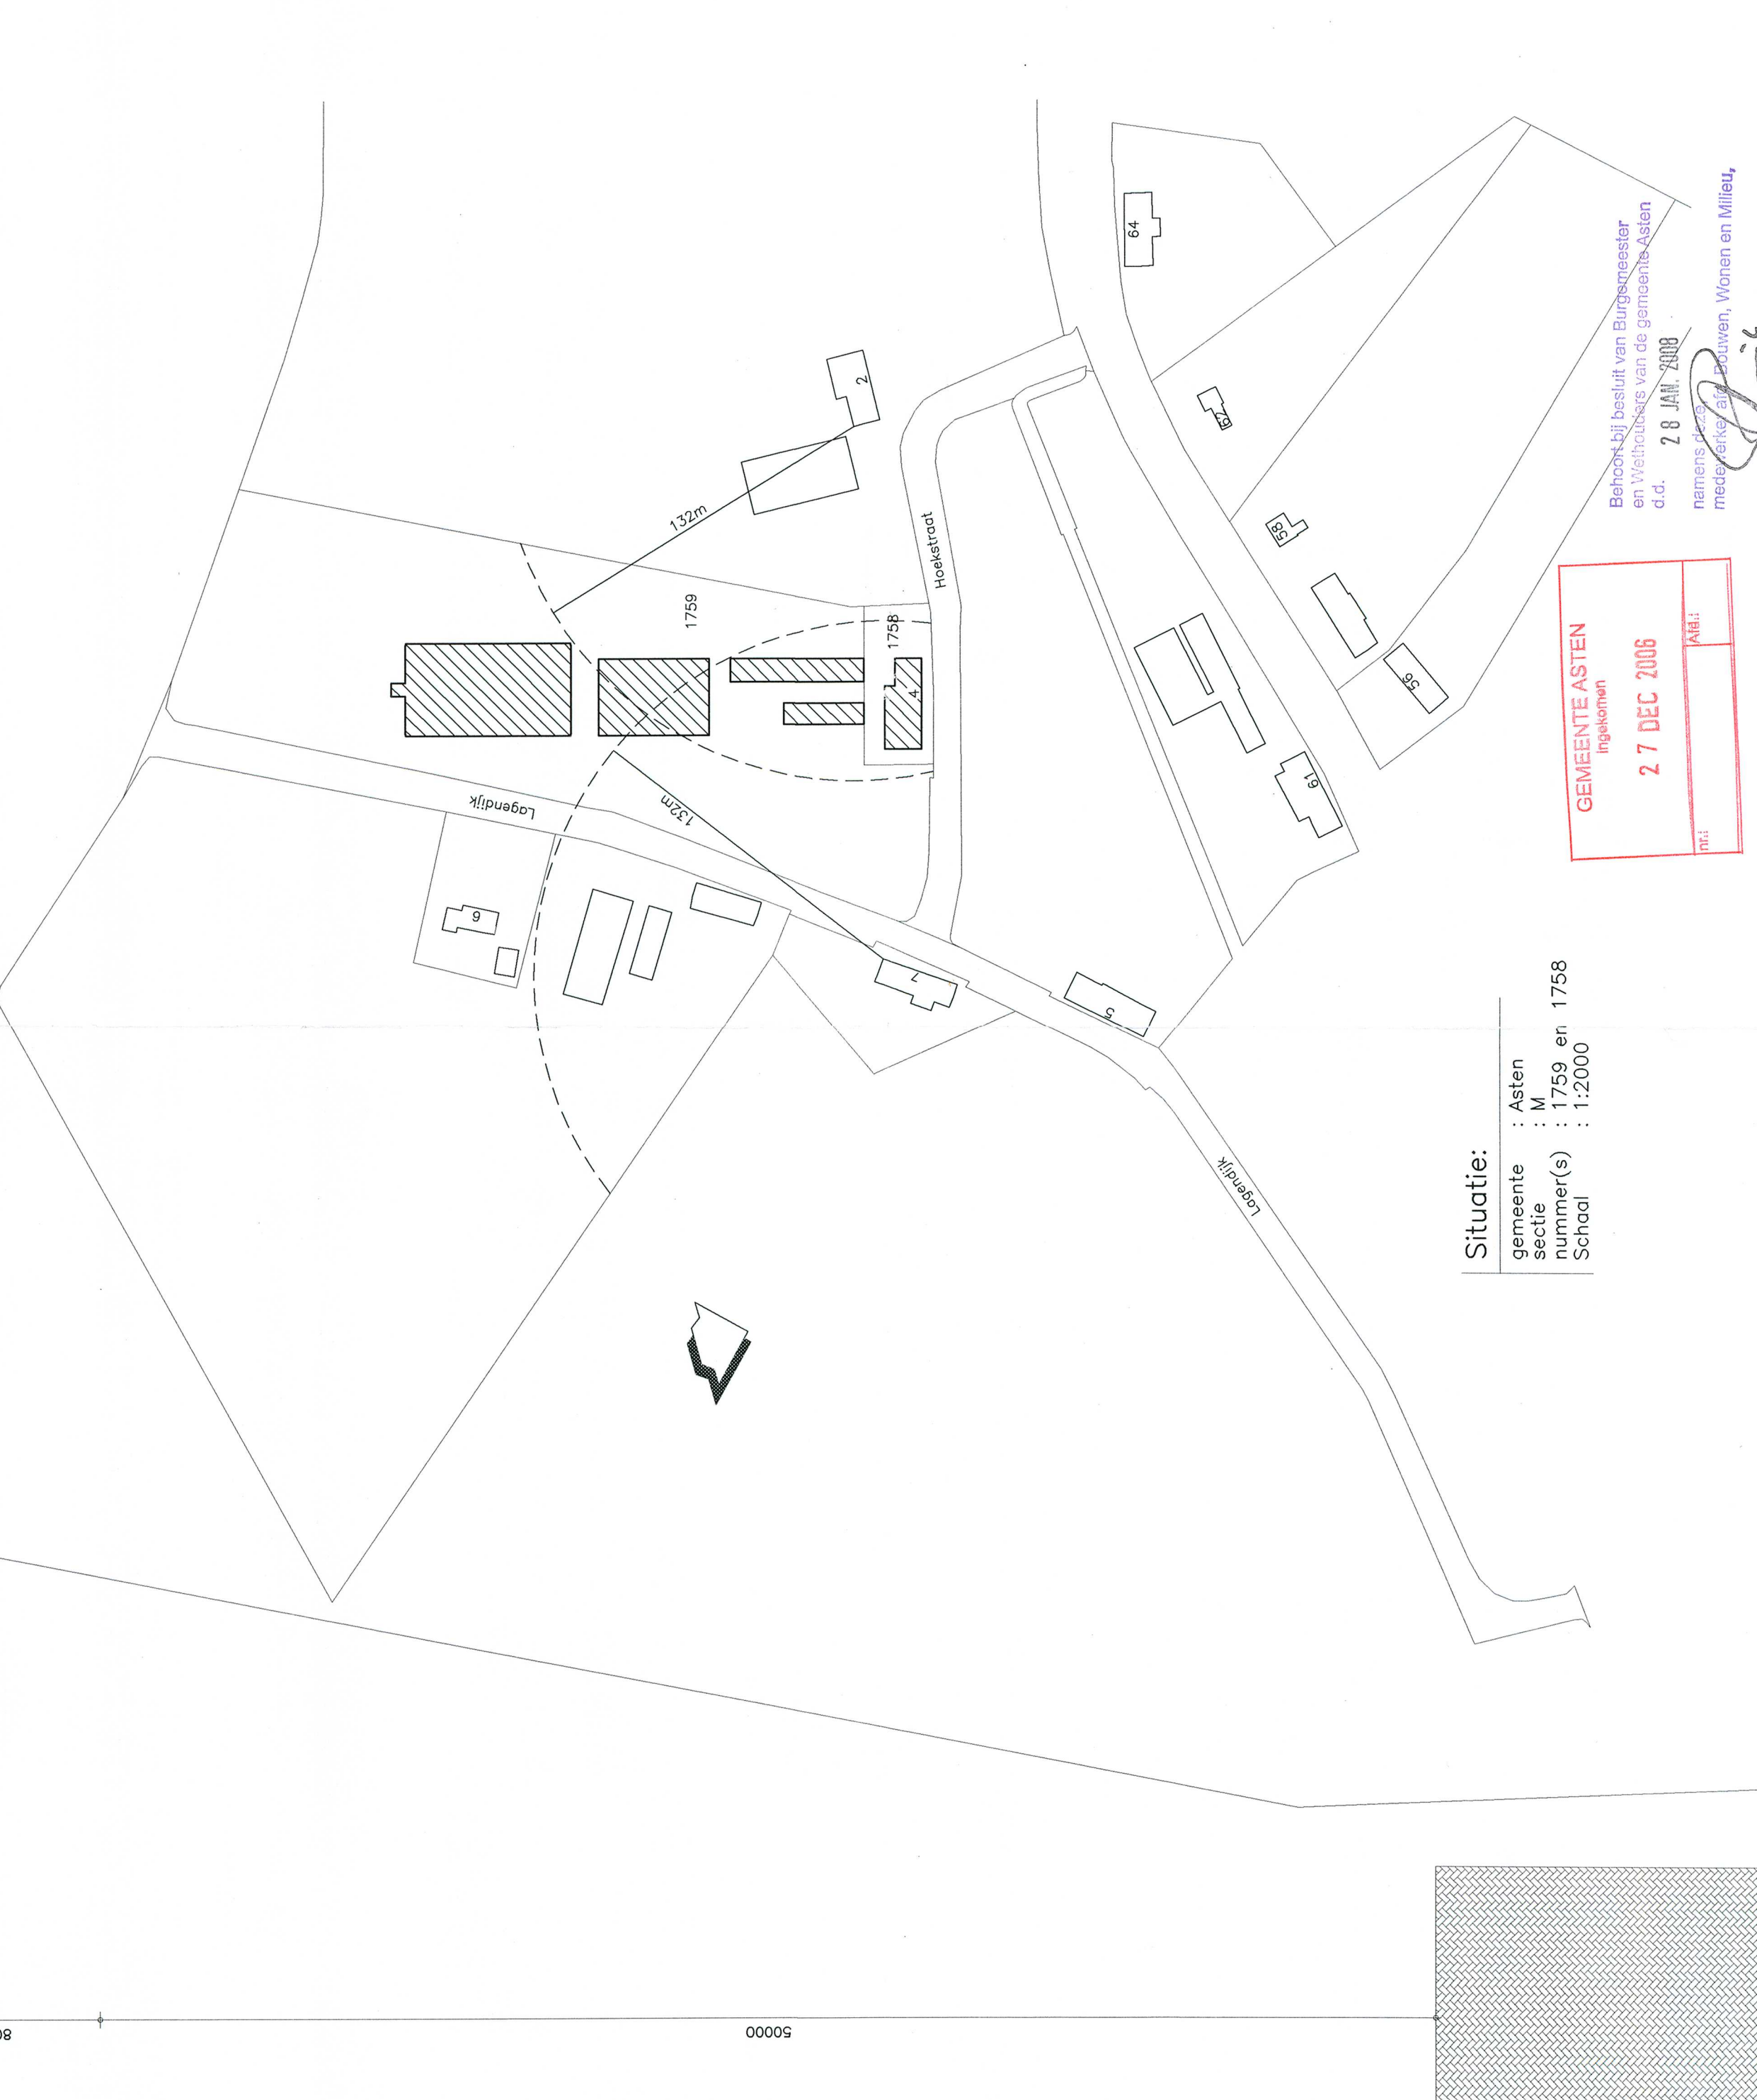 Situatie:
gemeente : Asten
sectie : M
nummer(s) : 1759 en 1758
Schaal : 1:2000
GEMEENTE ASTEN
Ingekomen
27 DEC 2006
nr.:
Afd.:
Behoort bij besluit van Burgemeester
en Wethouders van de gemeente Asten
d.d. 28 JAN. 2008
namens deze,
medewerker afd. Bouwen, Wonen en Milieu,
Lagendijk
Lagendijk
Hoekstraat
132m
132m
1759
1758
2
4
5
7
9
56
58
61
62
64
50000
80